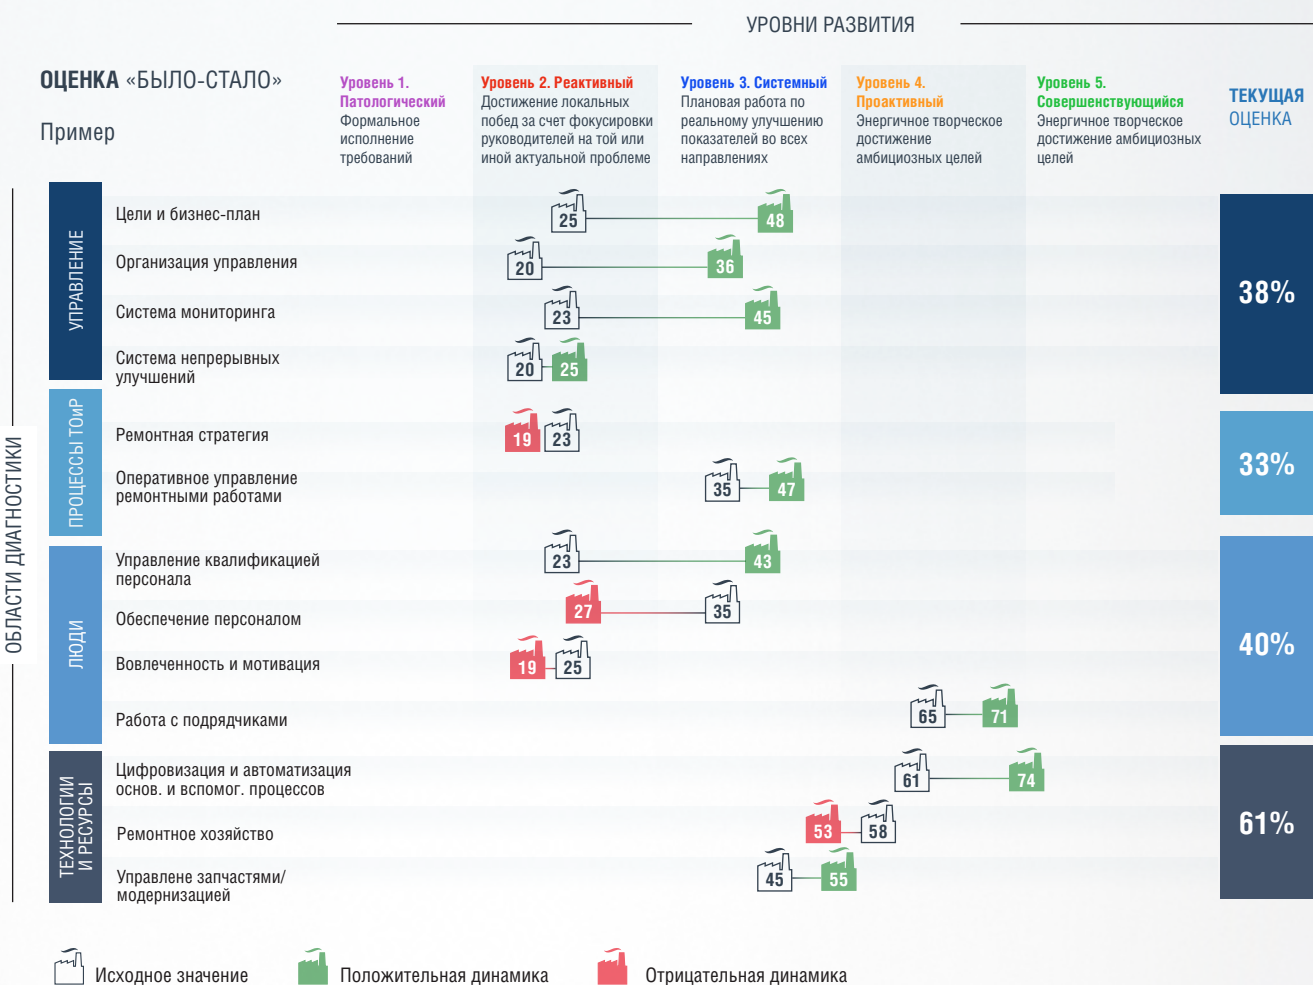 УРОВНИ РАЗВИТИЯ
ОЦЕНКА «БЫЛО-СТАЛО»
Пример
Уровень 1.
Патологический
Формальное
исполнение
требований
Уровень 2. Реактивный
Достижение локальных
побед за счет фокусировки
руководителей на той или
иной актуальной проблеме
Уровень 3. Системный
Плановая работа по
реальному улучшению
показателей во всех
направлениях
Уровень 4.
Проактивный
Энергичное творческое
достижение
амбициозных целей
Уровень 5.
Совершенствующийся
Энергичное творческое
достижение амбициозных
целей
ТЕКУЩАЯ
ОЦЕНКА
ОБЛАСТИ ДИАГНОСТИКИ
УПРАВЛЕНИЕ
Цели и бизнес-план
25
48
Организация управления
20
36
Система мониторинга
23
45
Система непрерывных
улучшений
20
25
38%
ПРОЦЕССЫ ТОиР
Ремонтная стратегия
19
23
Оперативное управление
ремонтными работами
35
47
33%
ЛЮДИ
Управление квалификацией
персонала
23
43
Обеспечение персоналом
27
35
Вовлеченность и мотивация
19
25
Работа с подрядчиками
65
71
40%
ТЕХНОЛОГИИ
И РЕСУРСЫ
Цифровизация и автоматизация
основ. и вспомог. процессов
61
74
Ремонтное хозяйство
53
58
Управлене запчастями/
модернизацией
45
55
61%
Исходное значение
Положительная динамика
Отрицательная динамика